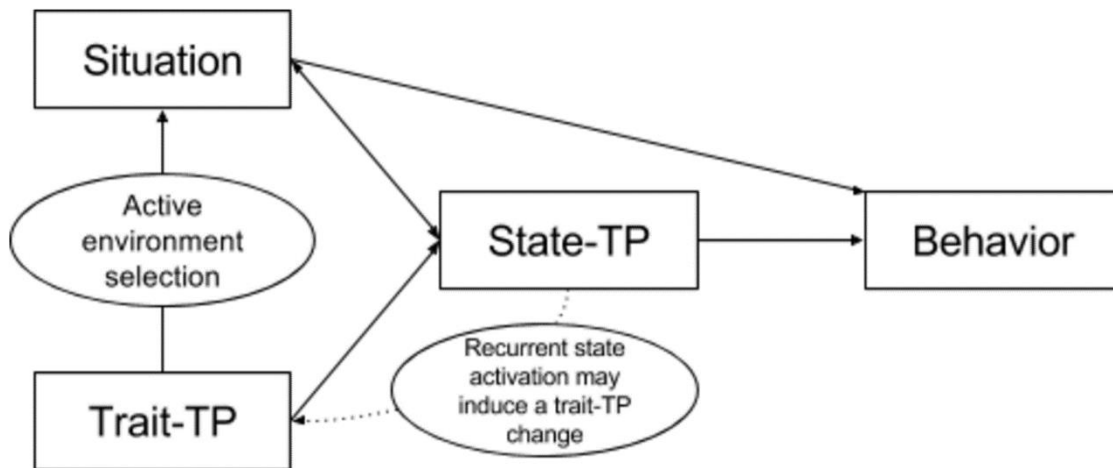 Situation
Active
environment
selection
State-TP
Behavior
Recurrent state
activation may
induce a trait-TP
change
Trait-TP